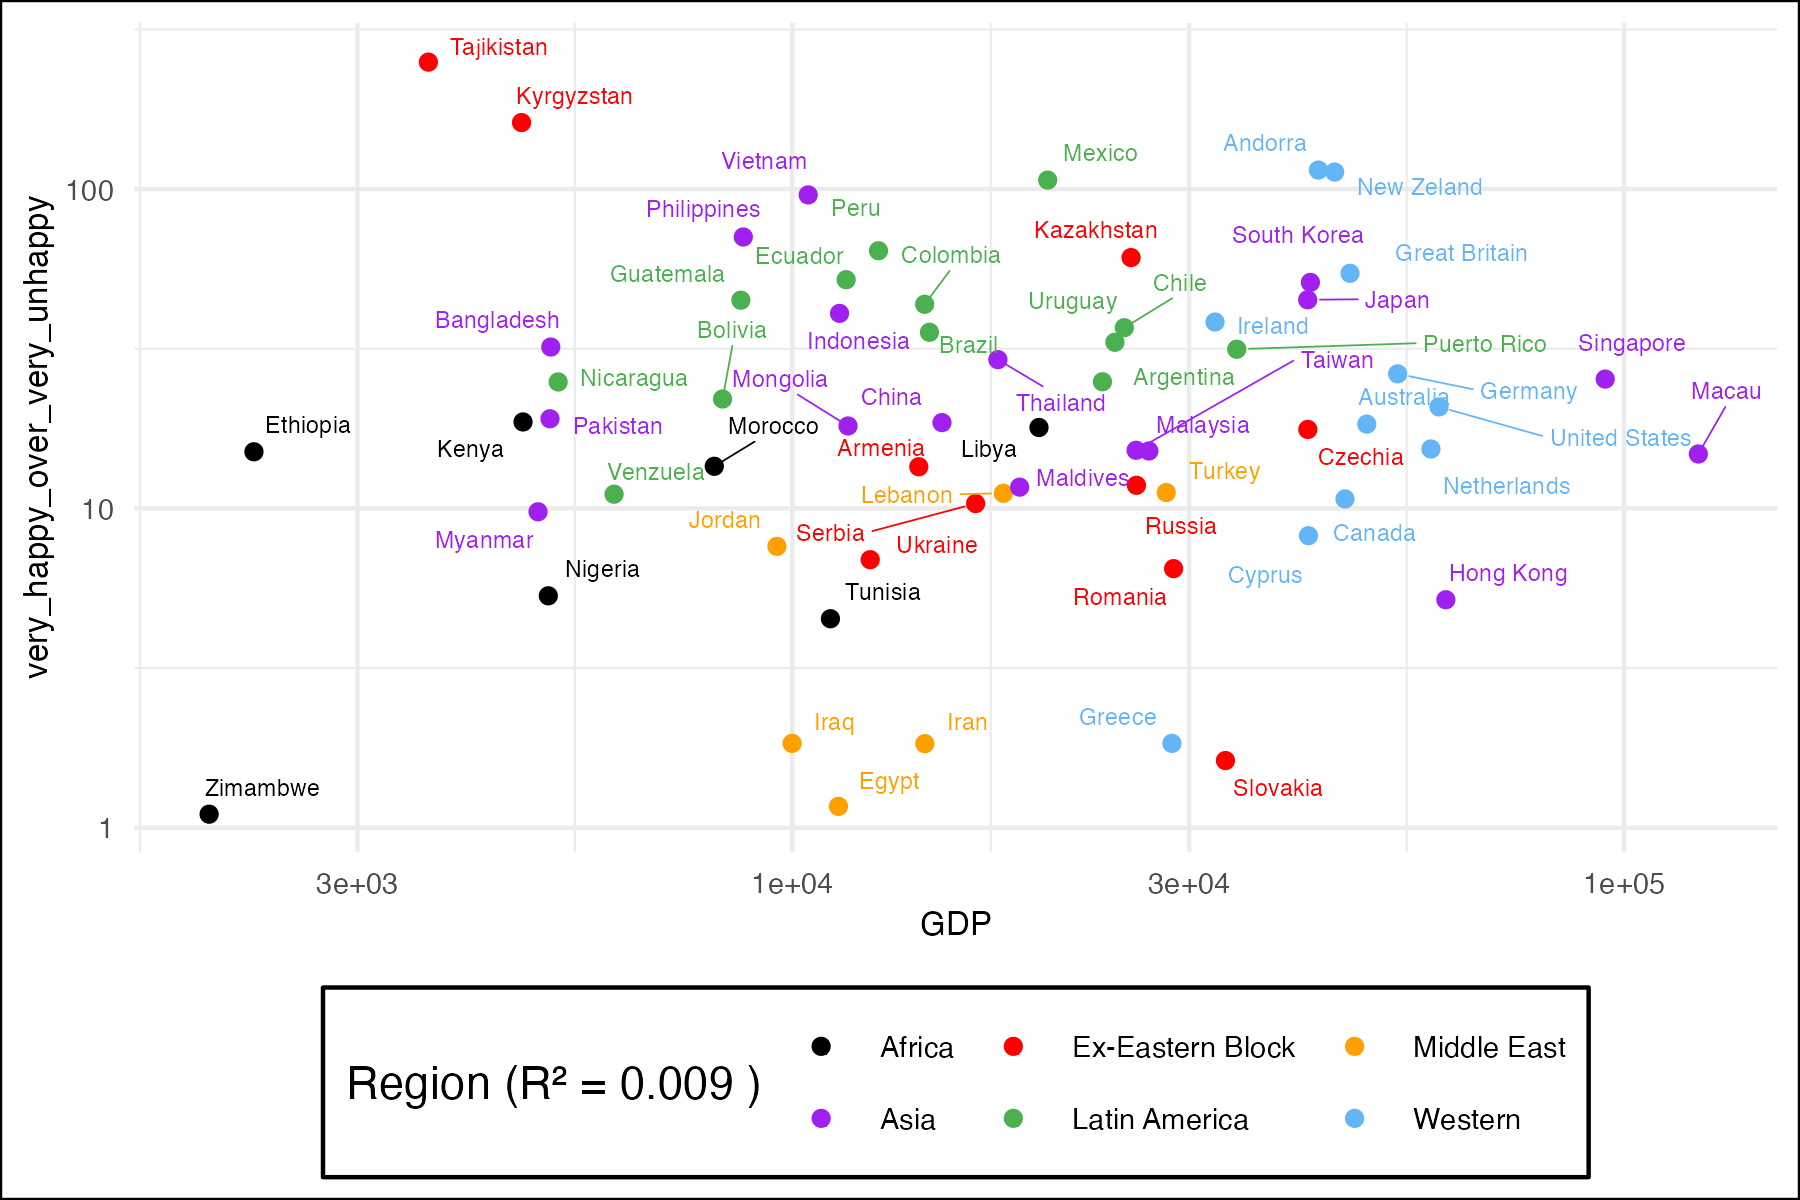 Tajikistan
Kyrgyzstan
Andorra
Mexico
Vietnam
New Zeland
100
Philippines
Peru
Kazakhstan
South Korea
Great Britain
Ecuador
Colombia
Guatemala
Chile
Uruguay
Japan
Bangladesh
Bolivia
Ireland
Indonesia
Brazil
Puerto Rico
Singapore
Taiwan
Nicaragua
Mongolia
Argentina
Germany
Macau
China
Australia
Thailand
Ethiopia
Pakistan
Morocco
Malaysia
United States
Kenya
Armenia
Libya
Czechia
Venzuela
Turkey
Maldives
Netherlands
Lebanon
10
Jordan
Serbia
Russia
Canada
Myanmar
Ukraine
Nigeria
Cyprus
Hong Kong
Tunisia
Romania
Greece
Iraq
Iran
Egypt
Zimambwe
Slovakia
1
very_happy_over_very_unhappy
3e+03 1e+04 3e+04 1e+05
GDP
Region (R² = 0.009 )
Africa Ex-Eastern Block Middle East
Asia Latin America Western